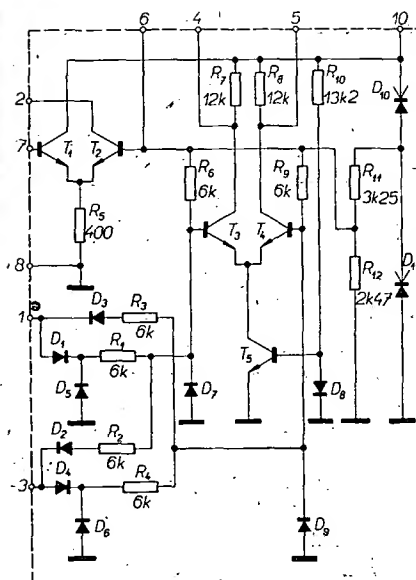 6 4 5 10
R7 12k R8 12k R10 13k2 D10
2
7 T1 T2 R6 6k R9 6k R11 3k25
R5 400 T3 T4 R12 2k47 D1
8
1 D3 R3 6k T5
D1 R1 6k D5 D7 D8
D2 R2 6k
3 D4 R4 6k
D6 D9